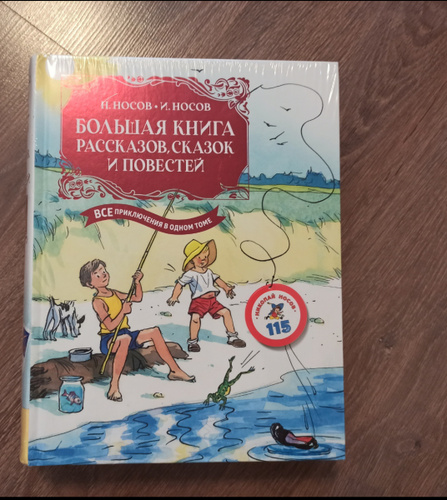 Н. НОСОВ • И. НОСОВ
БОЛЬШАЯ КНИГА
РАССКАЗОВ, СКАЗОК
И ПОВЕСТЕЙ
ВСЕ ПРИКЛЮЧЕНИЯ В ОДНОМ ТОМЕ
НИКОЛАЙ НОСОВ
115